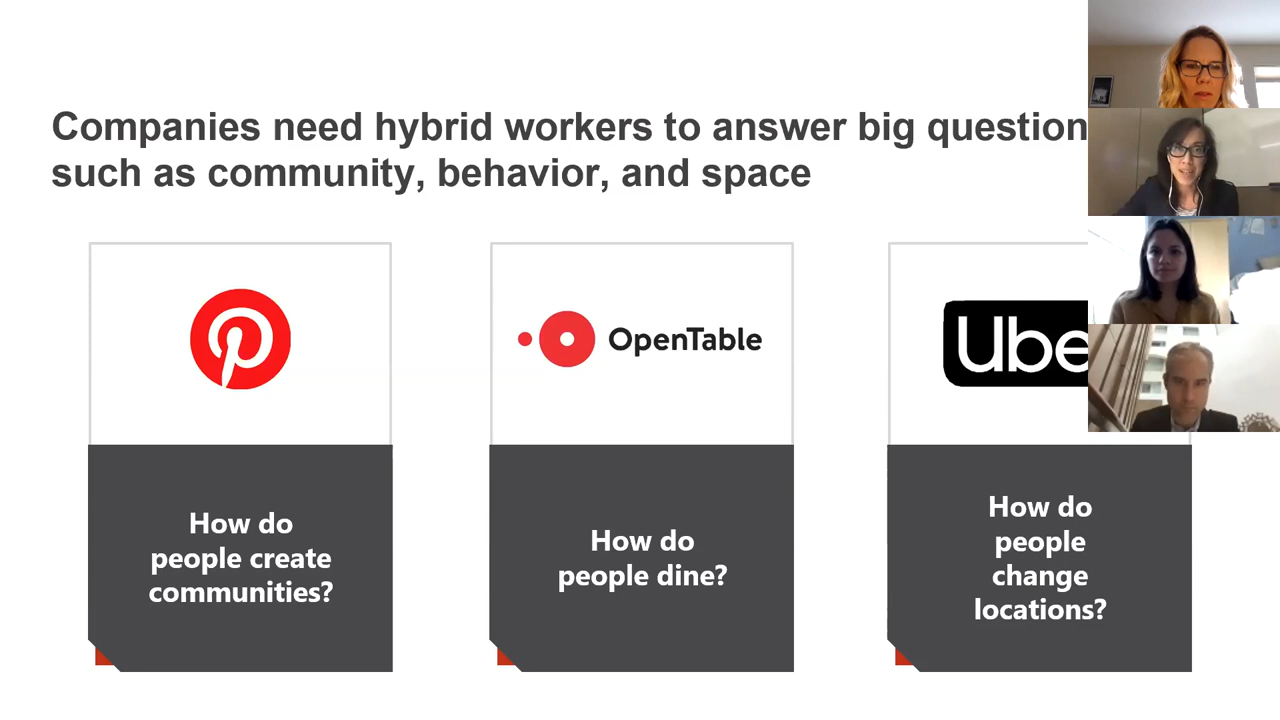 Companies need hybrid workers to answer big question
such as community, behavior, and space
OpenTable
Ube
How do
people create
communities?
How do
people dine?
How do
people
change
locations?